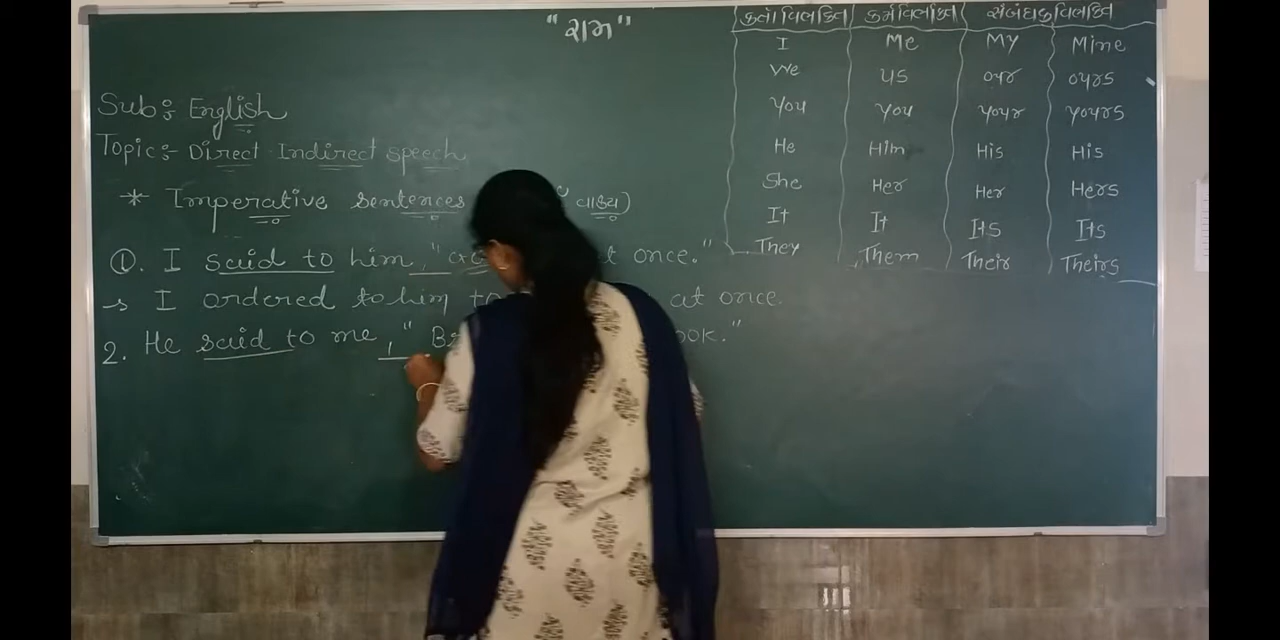 "રામ"
Sub:- English
Topic:- Direct Indirect speech
* Imperative sentences વાક્ય)
①. I said to him, " at once."
→ I ordered to him to at once.
2. He said to me, " ook."
કર્તા વિભક્તિ કર્મ વિભક્તિ સંબંધક વિભક્તિ
I Me My Mine
We us our ours
You You Your Yours
He Him His His
She Her Her Hers
It It Its Its
They Them Their Theirs